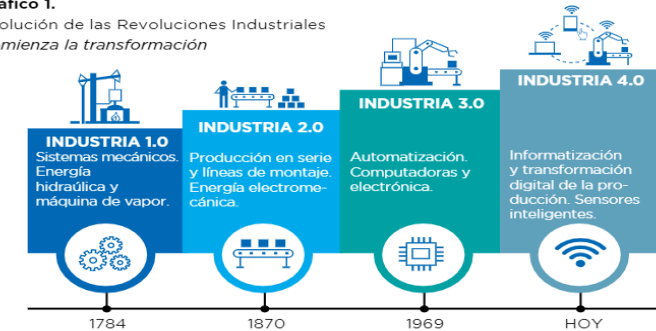 áfico 1.
olución de las Revoluciones Industriales
mienza la transformación
INDUSTRIA 1.0
Sistemas mecánicos.
Energía
hidraúlica y
máquina de vapor.
INDUSTRIA 2.0
Producción en serie
y líneas de montaje.
Energía electrome-
cánica.
INDUSTRIA 3.0
Automatización.
Computadoras y
electrónica.
INDUSTRIA 4.0
Informatización
y transformación
digital de la pro-
ducción. Sensores
inteligentes.
1784
1870
1969
HOY